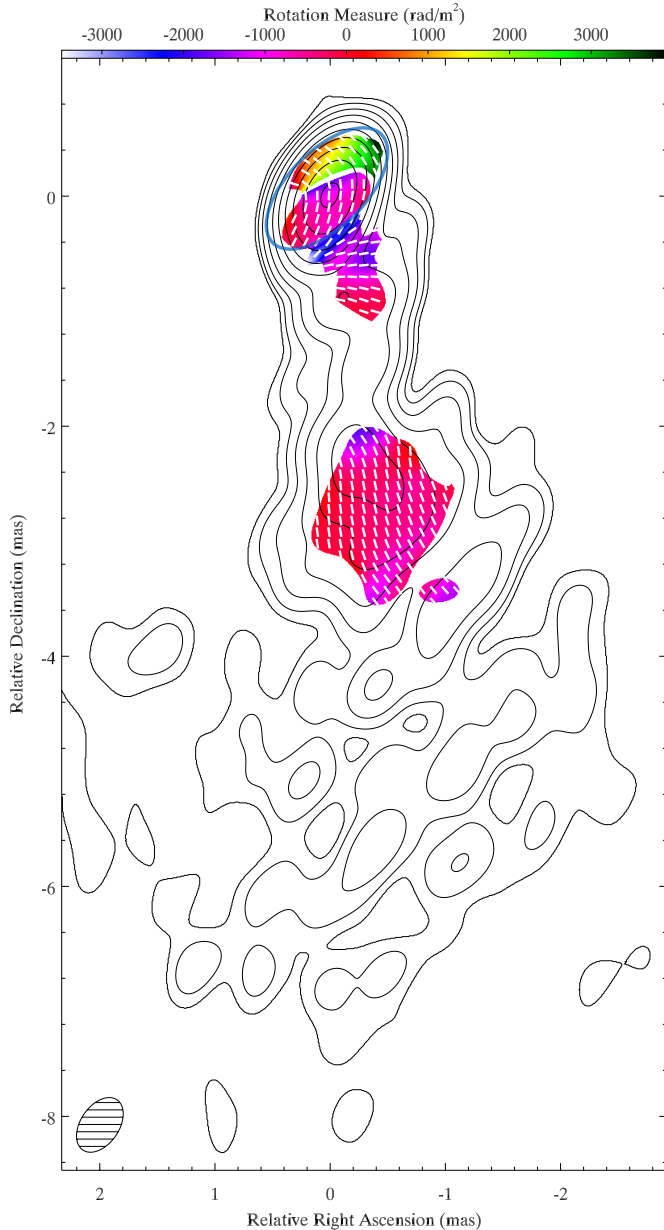 Rotation Measure (rad/m²)
-3000 -2000 -1000 0 1000 2000 3000
Relative Declination (mas)
0
-2
-4
-6
-8
2 1 0 -1 -2
Relative Right Ascension (mas)